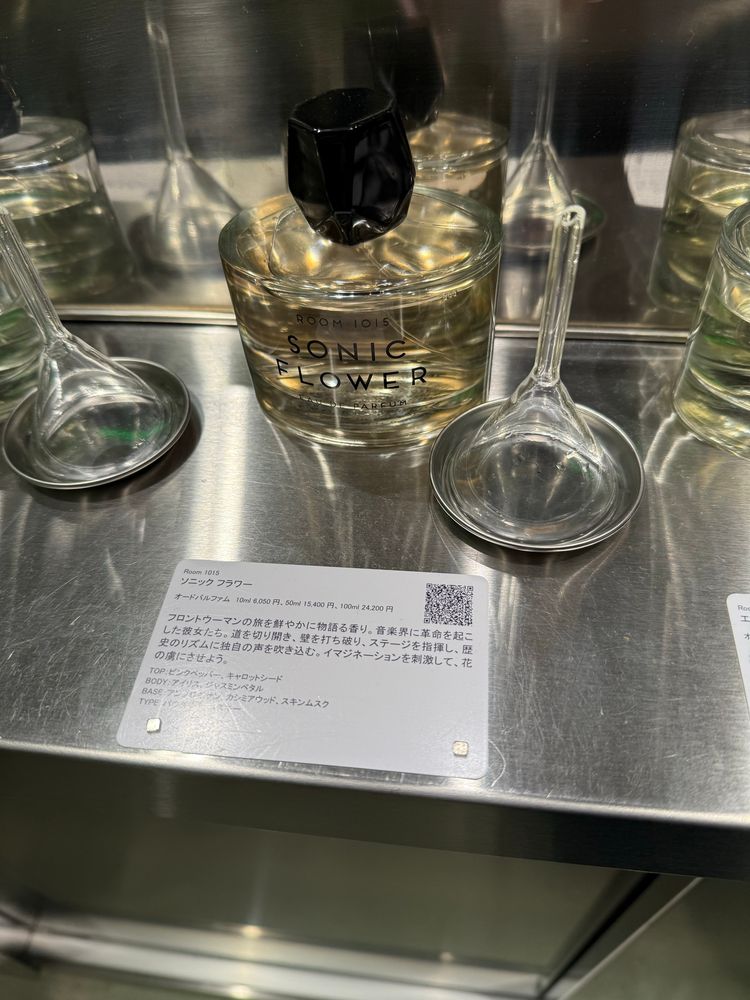 ROOM 1015
SONIC
FLOWER
EAU DE PARFUM
Room 1015
ソニック フラワー
オードパルファム 10ml 6,050 円、50ml 15,400 円、100ml 24,200 円
フロントウーマンの旅を鮮やかに物語る香り。音楽界に革命を起こ
した彼女たち。道を切り開き、壁を打ち破り、ステージを指揮し、歴
史のリズムに独自の声を吹き込む。イマジネーションを刺激して、花
の虜にさせよう。
TOP:ピンクペッパー、キャロットシード
BODY:アイリス、ジャスミンペタル
BASE:カシミアウッド、スキンムスク
TYPE: